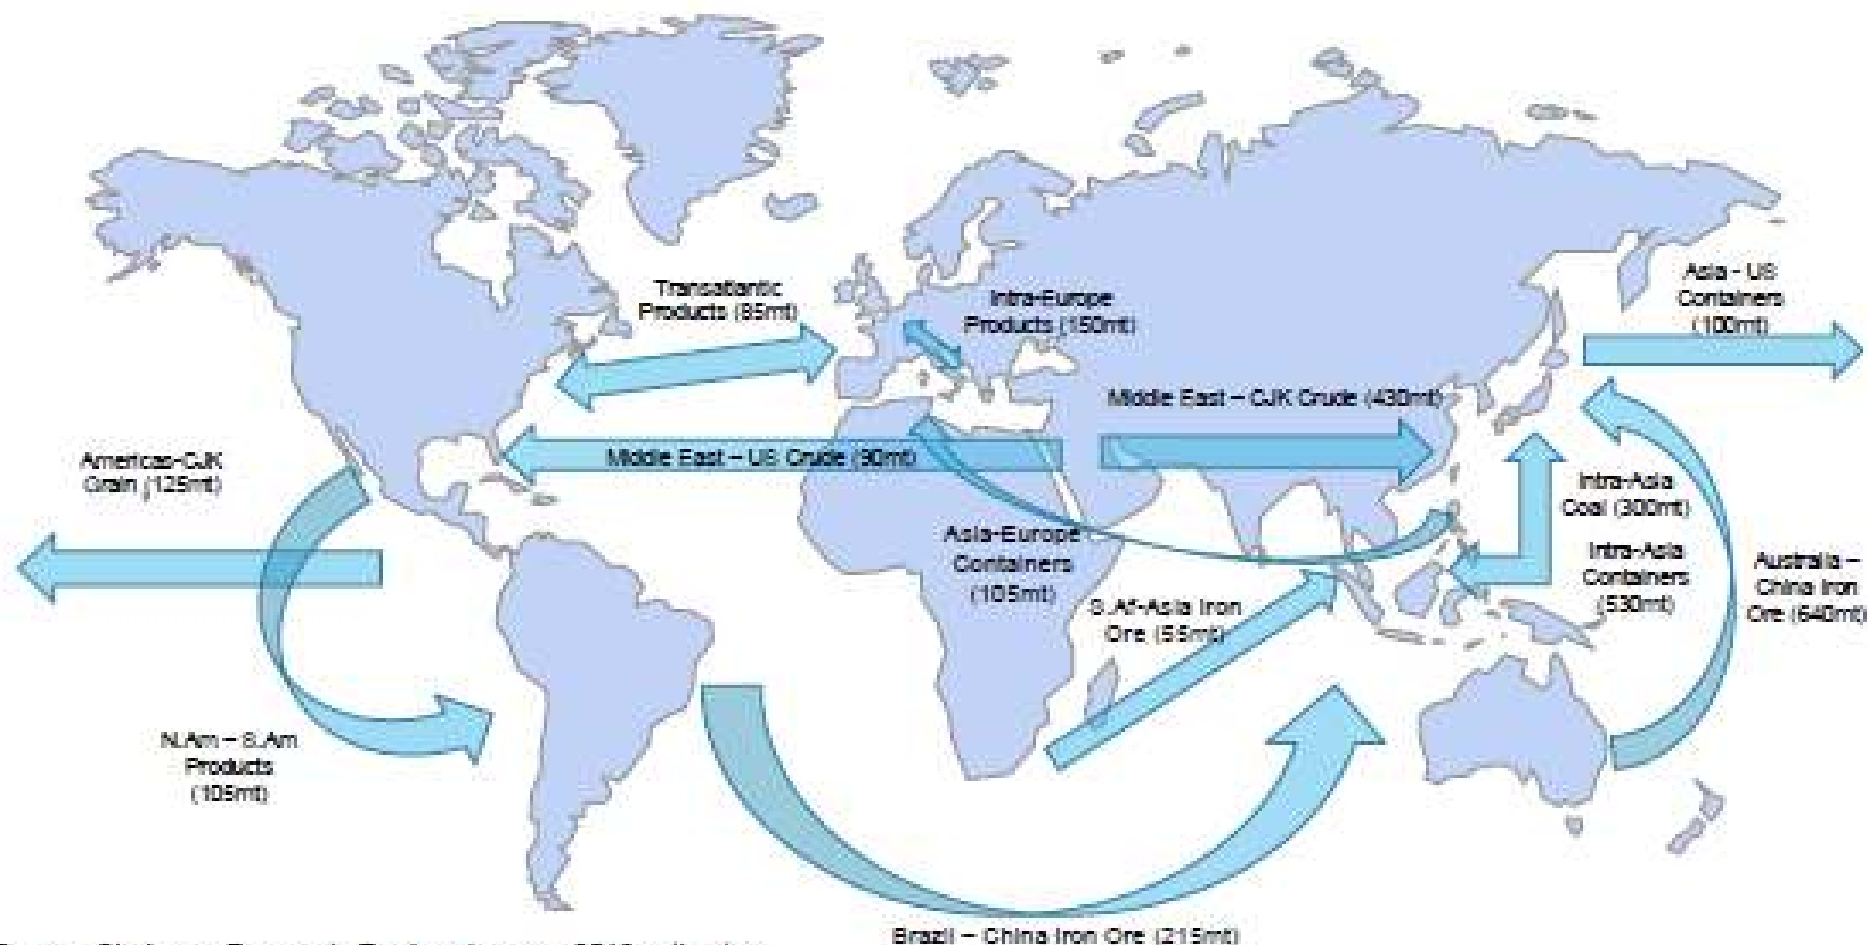 Transatlantic
Products (85mt)
Intra-Europe
Products (150mt)
Asia - US
Containers
(100mt)
Middle East – CJK Crude (430mt)
Middle East – US Crude (90mt)
Americas-CJK
Grain (125mt)
Intra-Asia
Coal (300mt)
Asia-Europe
Containers
(105mt)
Intra-Asia
Containers
(530mt)
Australia –
China Iron
Ore (640mt)
S.Af-Asia Iron
Ore (55mt)
N.Am – S.Am
Products
(105mt)
Brazil – China Iron Ore (215mt)